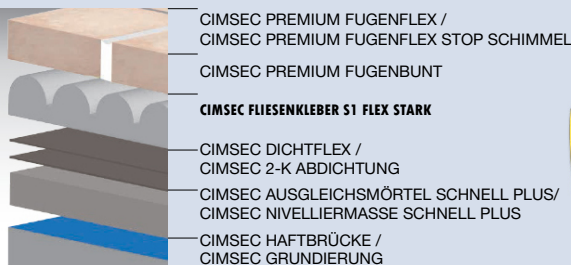 CIMSEC PREMIUM FUGENFLEX /
CIMSEC PREMIUM FUGENFLEX STOP SCHIMMEL
CIMSEC PREMIUM FUGENBUNT
CIMSEC FLIESENKLEBER S1 FLEX STARK
CIMSEC DICHTFLEX /
CIMSEC 2-K ABDICHTUNG
CIMSEC AUSGLEICHSMÖRTEL SCHNELL PLUS/
CIMSEC NIVELLIERMASSE SCHNELL PLUS
CIMSEC HAFTBRÜCKE /
CIMSEC GRUNDIERUNG